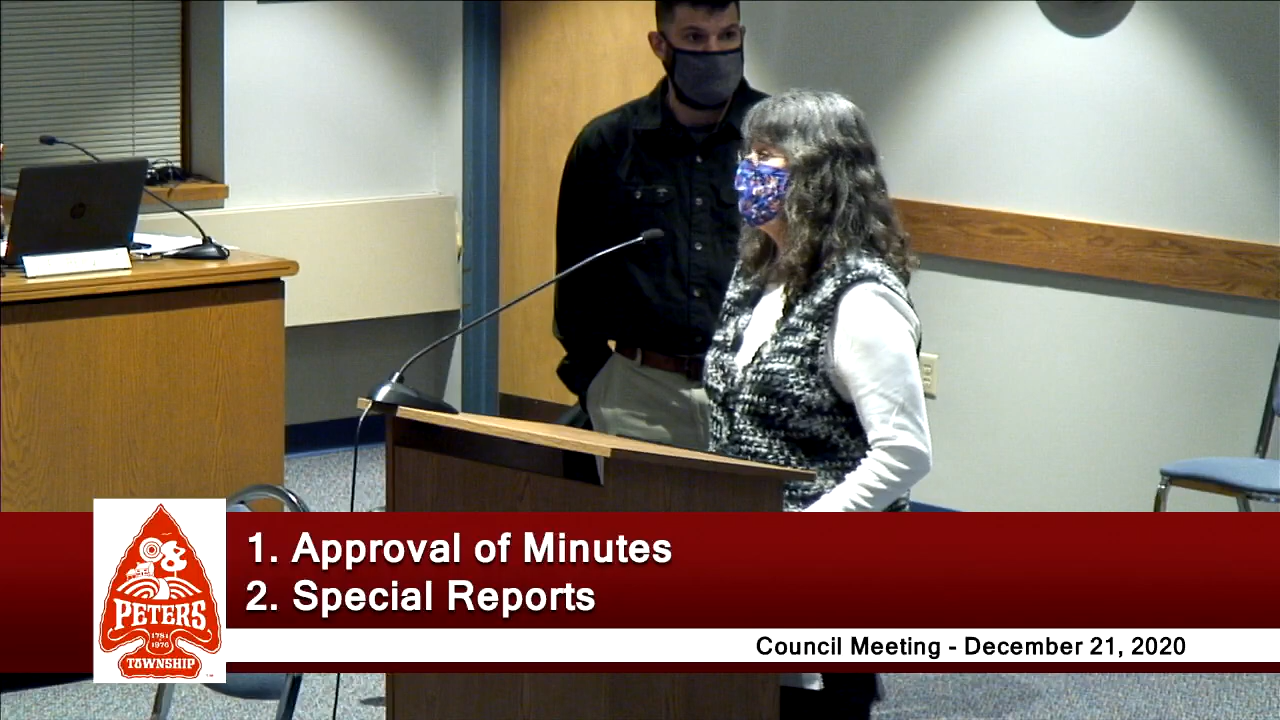 1. Approval of Minutes
2. Special Reports
PETERS
1781
1976
TOWNSHIP
Council Meeting - December 21, 2020